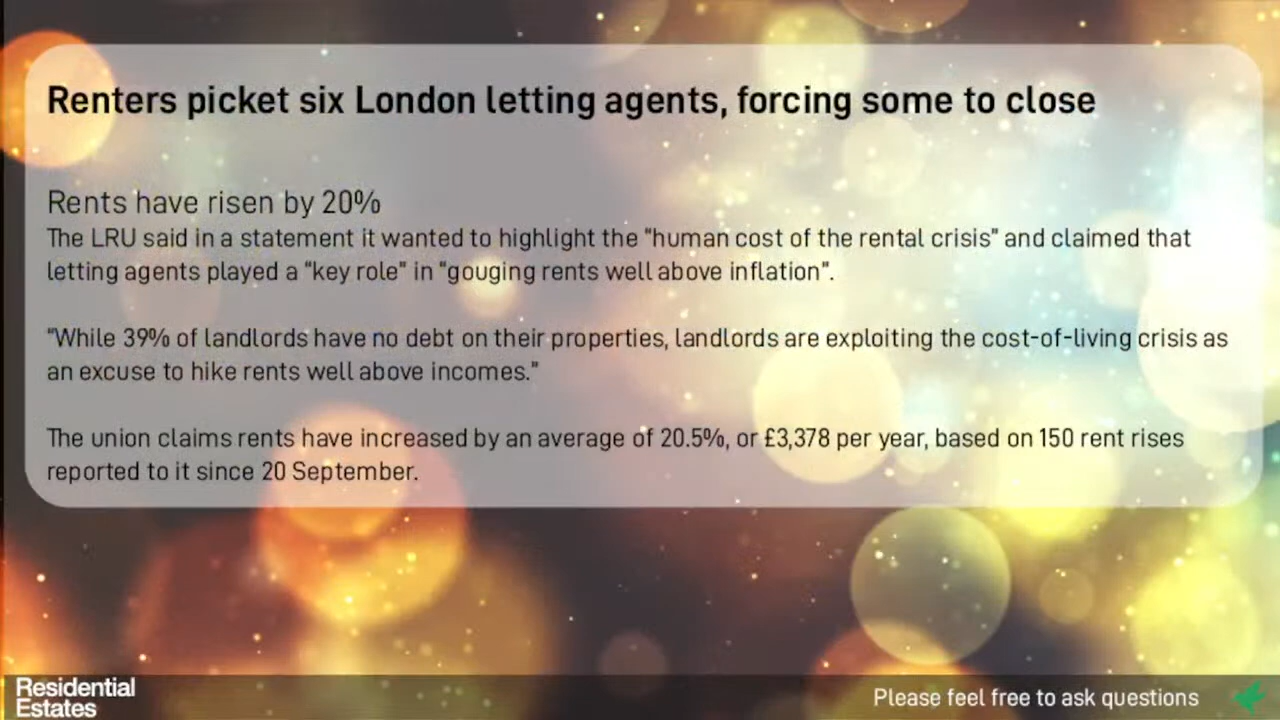 Renters picket six London letting agents, forcing some to close
Rents have risen by 20%
The LRU said in a statement it wanted to highlight the "human cost of the rental crisis" and claimed that
letting agents played a "key role" in "gouging rents well above inflation".
"While 39% of landlords have no debt on their properties, landlords are exploiting the cost-of-living crisis as
an excuse to hike rents well above incomes."
The union claims rents have increased by an average of 20.5%, or £3,378 per year, based on 150 rent rises
reported to it since 20 September.
Residential
Estates
Please feel free to ask questions